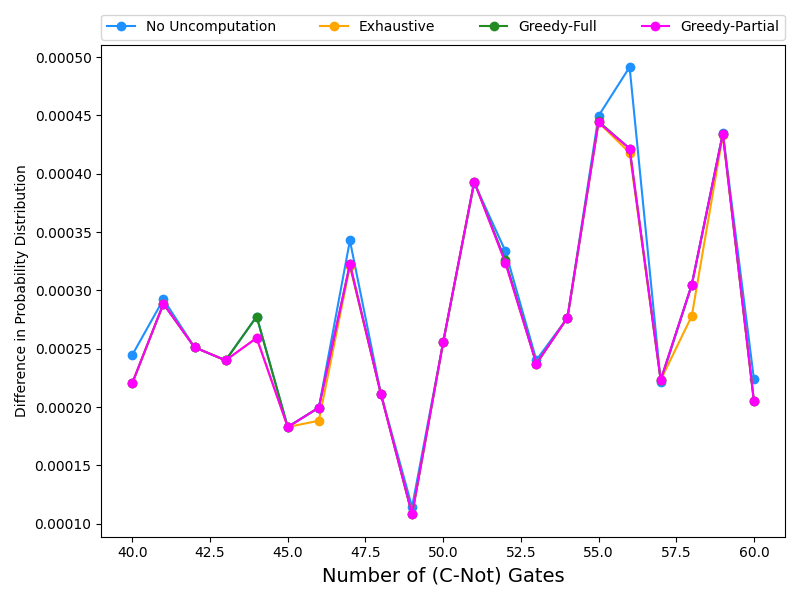 No Uncomputation Exhaustive Greedy-Full Greedy-Partial
0.00050
0.00045
0.00040
0.00035
0.00030
0.00025
0.00020
0.00015
0.00010
Difference in Probability Distribution
40.0 42.5 45.0 47.5 50.0 52.5 55.0 57.5 60.0
Number of (C-Not) Gates